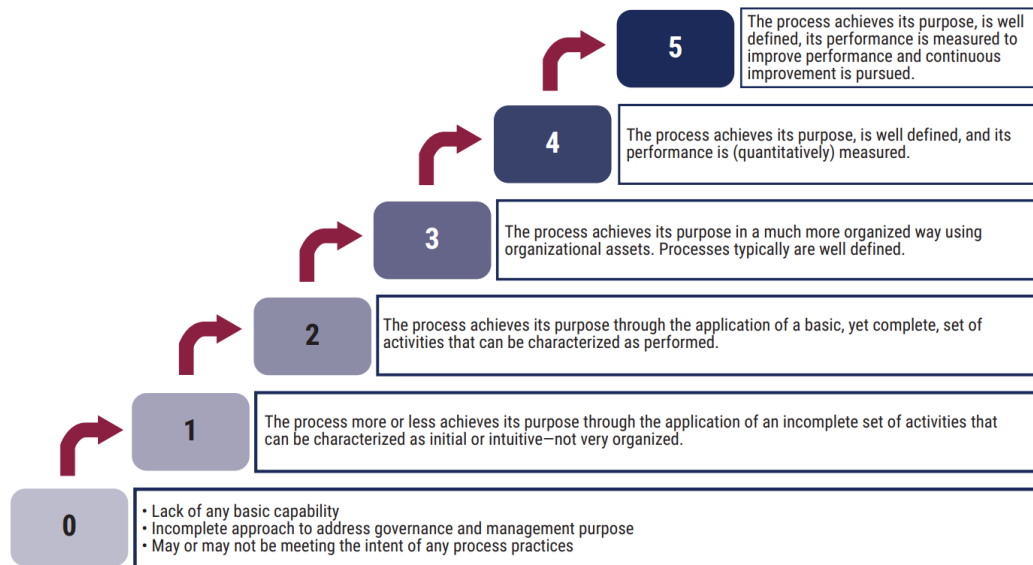 5
The process achieves its purpose, is well
defined, its performance is measured to
improve performance and continuous
improvement is pursued.
4
The process achieves its purpose, is well defined, and its
performance is (quantitatively) measured.
3
The process achieves its purpose in a much more organized way using
organizational assets. Processes typically are well defined.
2
The process achieves its purpose through the application of a basic, yet complete, set of
activities that can be characterized as performed.
1
The process more or less achieves its purpose through the application of an incomplete set of activities that
can be characterized as initial or intuitive—not very organized.
0
• Lack of any basic capability
• Incomplete approach to address governance and management purpose
• May or may not be meeting the intent of any process practices